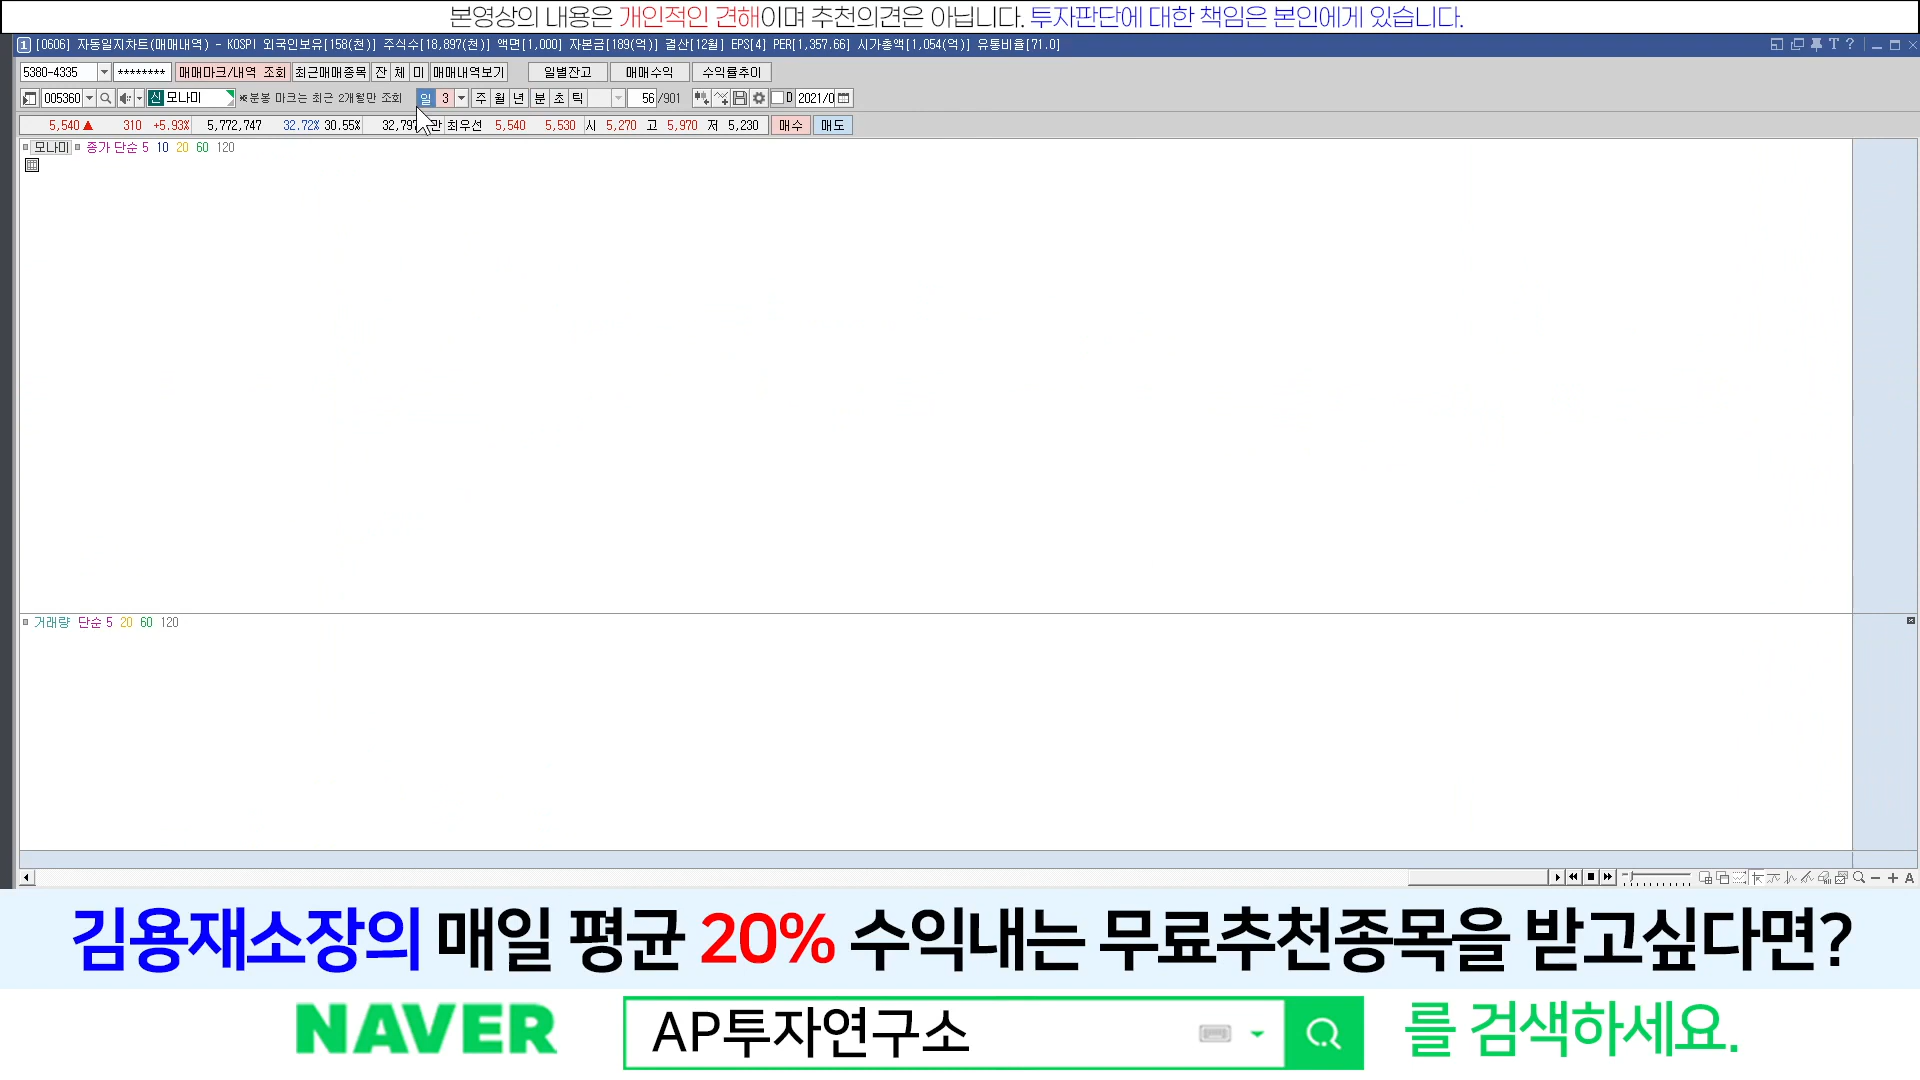 본영상의 내용은 개인적인 견해이며 추천의견은 아닙니다. 투자판단에 대한 책임은 본인에게 있습니다.
1 [0606] 자동일지차트(매매내역) - KOSPI 외국인보유[158(천)] 주식수[18,897(천)] 액면[1,000] 자본금[189(억)] 결산[12월] EPS[4] PER[1,357.66] 시가총액[1,054(억)] 유통비율[71.0]
5380-4335 ******** 매매마크/내역 조회 최근매매종목 잔 체 미 매매내역보기 일별잔고 매매수익 수익률추이
005360 신 모나미 ※분봉 마크는 최근 2개월만 조회 일 3 주 월 년 분 초 틱 56 /901 D 2021/0
5,540 ▲ 310 +5.93% 5,772,747 32.72% 30.55% 32,797 만 최우선 5,540 5,530 시 5,270 고 5,970 저 5,230 매수 매도
모나미 종가 단순 5 10 20 60 120
거래량 단순 5 20 60 120
김용재소장의 매일 평균 20% 수익내는 무료추천종목을 받고싶다면?
NAVER AP투자연구소 를 검색하세요.